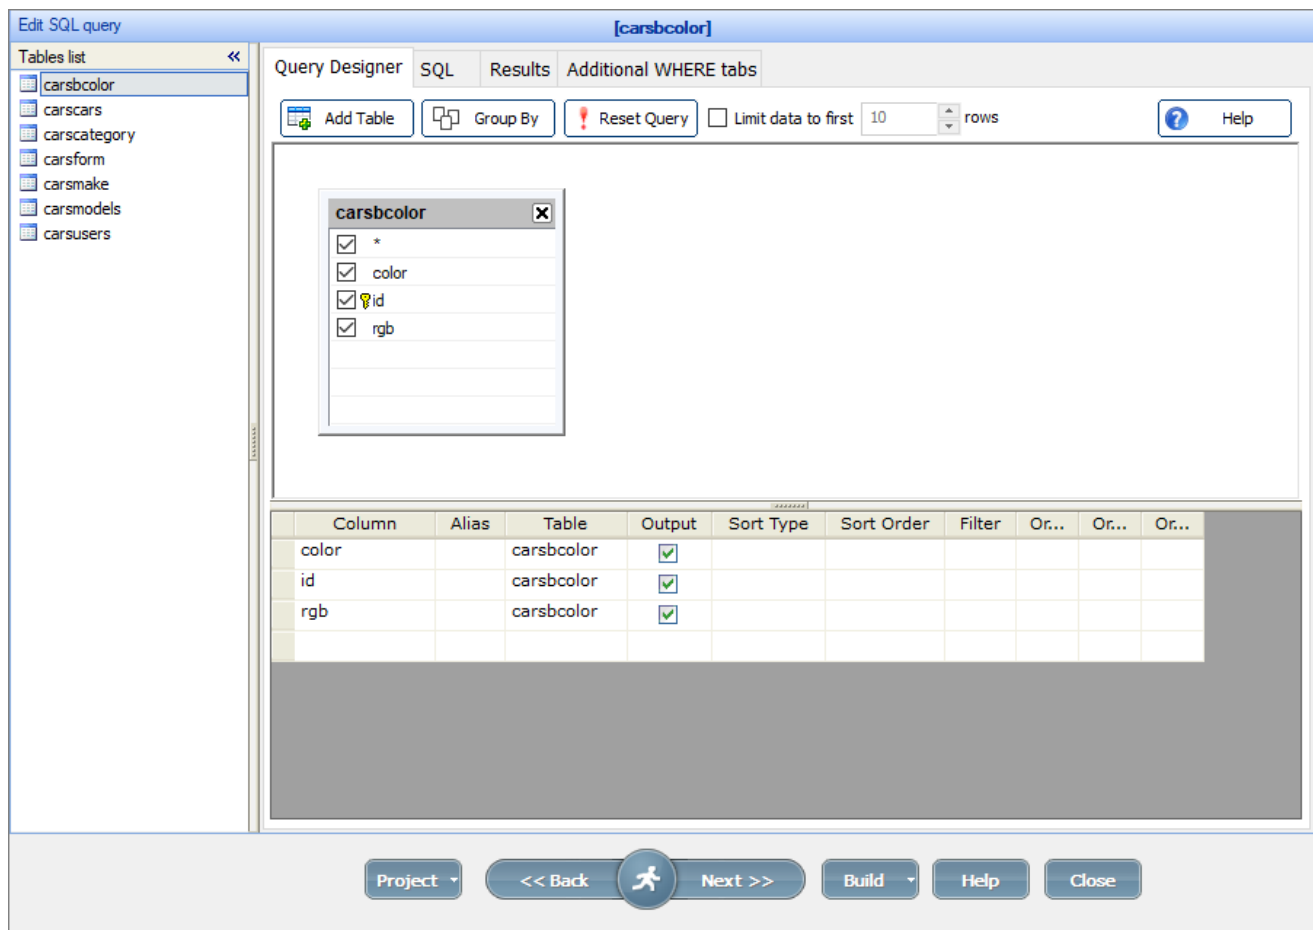 Edit SQL query
[carsbcolor]
Tables list «
carsbcolor
carscars
carscategory
carsform
carsmake
carsmodels
carsusers
Query Designer SQL Results Additional WHERE tabs
Add Table Group By Reset Query Limit data to first 10 rows Help
carsbcolor
*
color
id
rgb
Column Alias Table Output Sort Type Sort Order Filter Or... Or... Or...
color carsbcolor
id carsbcolor
rgb carsbcolor
Project << Back Next >> Build Help Close